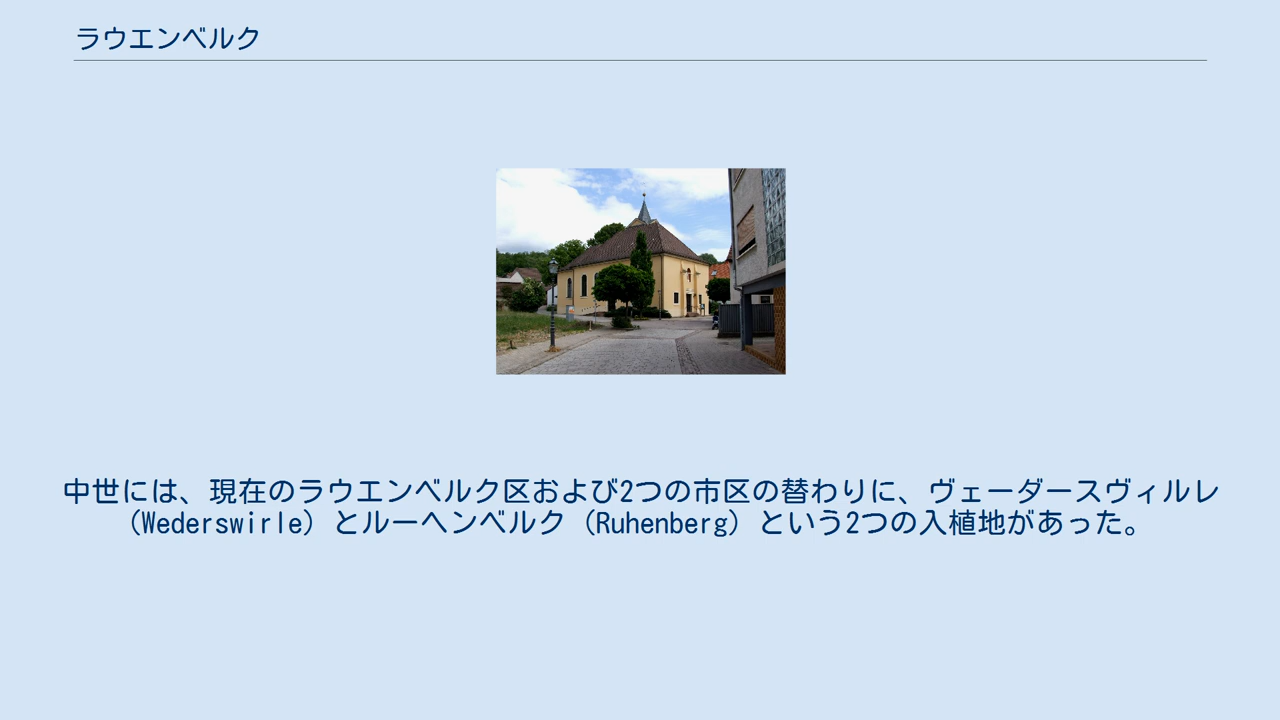 ラウエンベルク
中世には、現在のラウエンベルク区および2つの市区の替わりに、ヴェーダースヴィルレ
（Wederswirle）とルーヘンベルク（Ruhenberg）という2つの入植地があった。